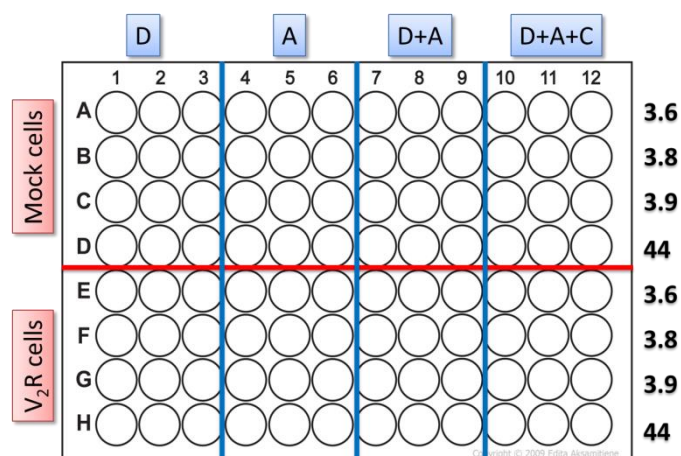 D A D+A D+A+C
1 2 3 4 5 6 7 8 9 10 11 12
Mock cells
A 3.6
B 3.8
C 3.9
D 44
V₂R cells
E 3.6
F 3.8
G 3.9
H 44
Copyright © 2009 Edita Aksamitiene